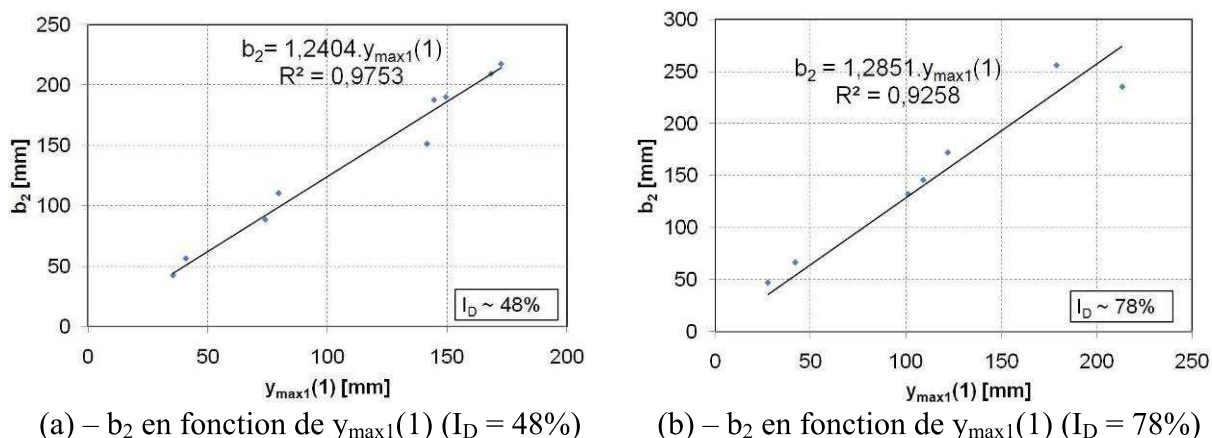 250
200
150
100
50
0
b₂ [mm]
b₂= 1,2404.yₘₐₓ₁(1)
R² = 0,9753
I_D ~ 48%
0 50 100 150 200
yₘₐₓ₁(1) [mm]
(a) – b₂ en fonction de yₘₐₓ₁(1) (I_D = 48%)
300
250
200
150
100
50
0
b₂ [mm]
b₂ = 1,2851.yₘₐₓ₁(1)
R² = 0,9258
I_D ~ 78%
0 50 100 150 200 250
yₘₐₓ₁(1) [mm]
(b) – b₂ en fonction de yₘₐₓ₁(1) (I_D = 78%)